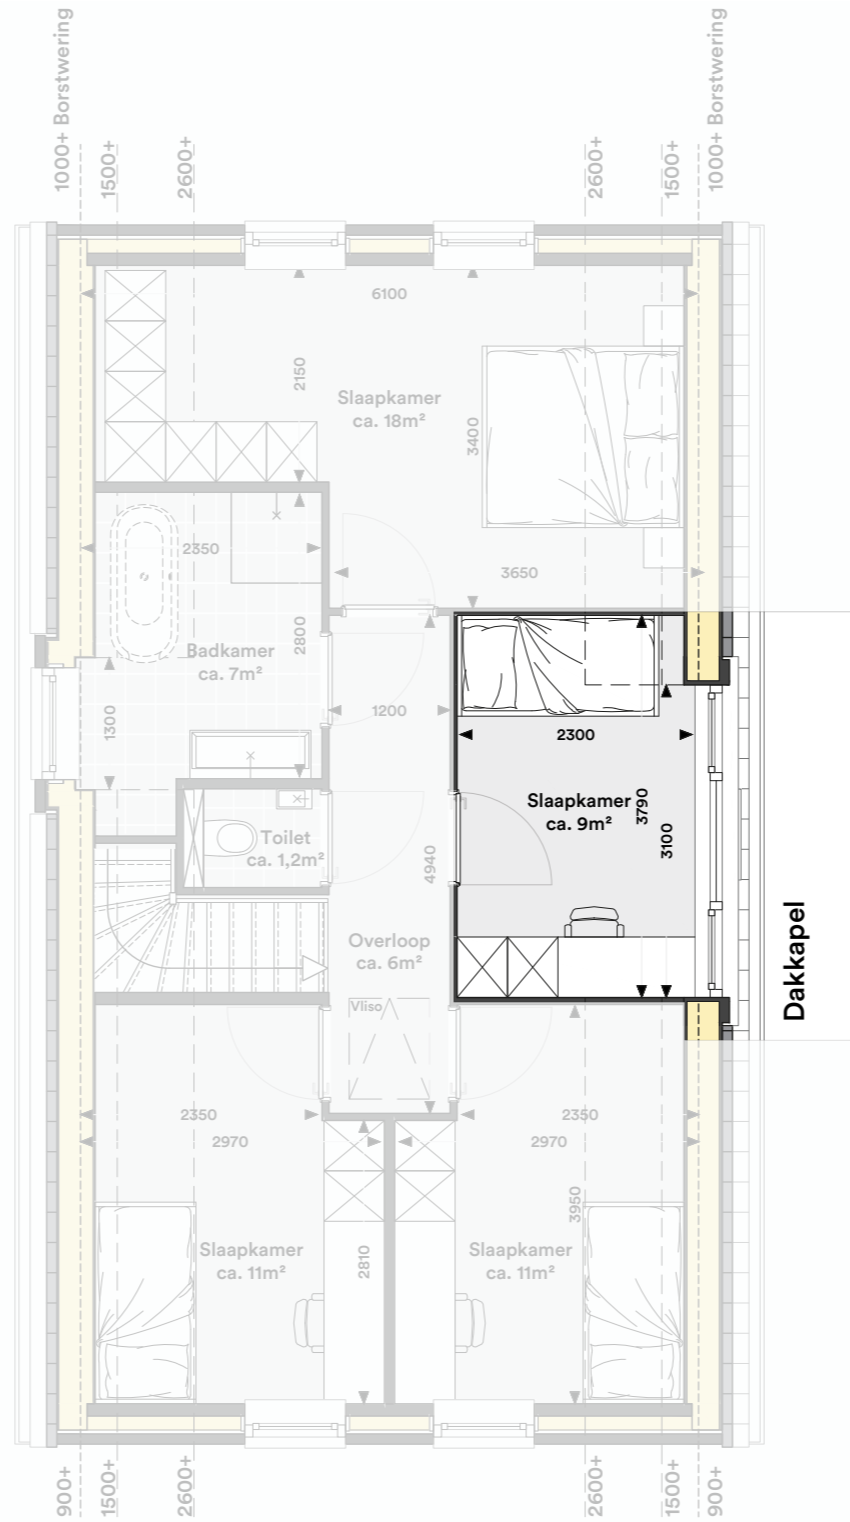 1000+ Borstwering
1500+
2600+
2600+
1500+
1000+ Borstwering
6100
2150
Slaapkamer
ca. 18m²
3400
2350
3650
2800
Badkamer
ca. 7m²
1300
1200
2300
Slaapkamer
ca. 9m²
3790
3100
Toilet
ca. 1,2m²
4940
Overloop
ca. 6m²
Dakkapel
Vliso
2350
2970
2350
2970
3950
Slaapkamer
ca. 11m²
2810
Slaapkamer
ca. 11m²
900+
1500+
2600+
2600+
1500+
900+